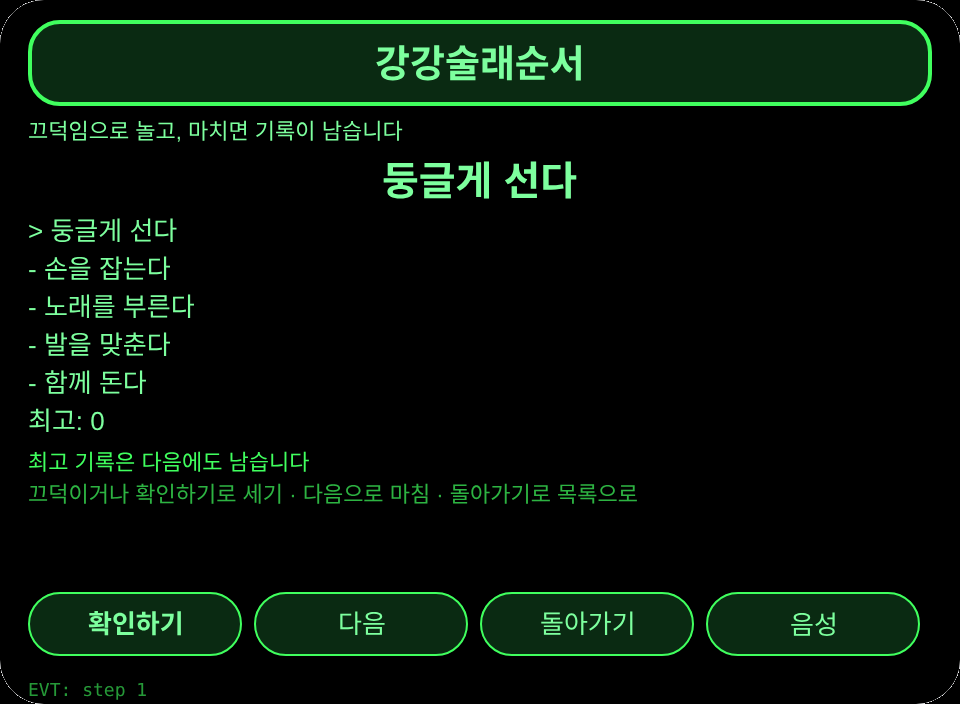 강강술래순서
끄덕임으로 놀고, 마치면 기록이 남습니다
둥글게 선다
> 둥글게 선다
- 손을 잡는다
- 노래를 부른다
- 발을 맞춘다
- 함께 돈다
최고: 0
최고 기록은 다음에도 남습니다
끄덕이거나 확인하기로 세기 · 다음으로 마침 · 돌아가기로 목록으로
확인하기 다음 돌아가기 음성
EVT: step 1